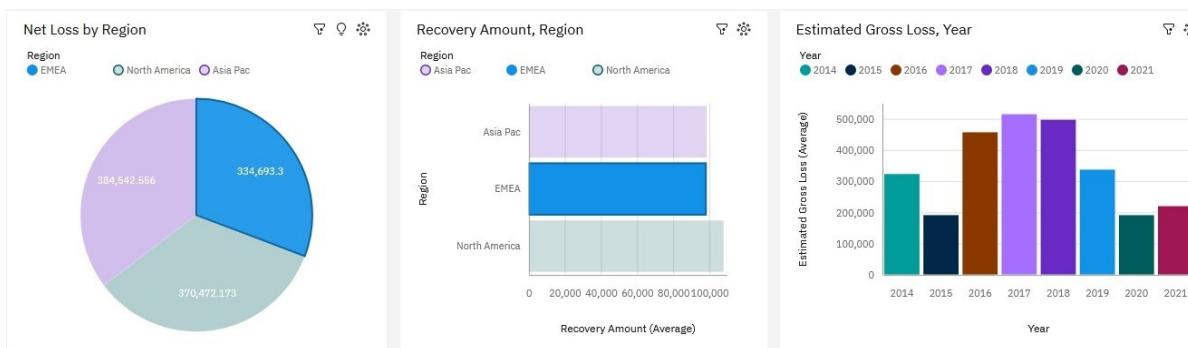 Net Loss by Region
Region
EMEA North America Asia Pac
384,542.556
334,693.3
370,472.173
Recovery Amount, Region
Region
Asia Pac EMEA North America
Region
Asia Pac
EMEA
North America
0 20,000 40,000 60,000 80,000 100,000
Recovery Amount (Average)
Estimated Gross Loss, Year
Year
2014 2015 2016 2017 2018 2019 2020 2021
Estimated Gross Loss (Average)
500,000
400,000
300,000
200,000
100,000
0
2014 2015 2016 2017 2018 2019 2020 2021
Year